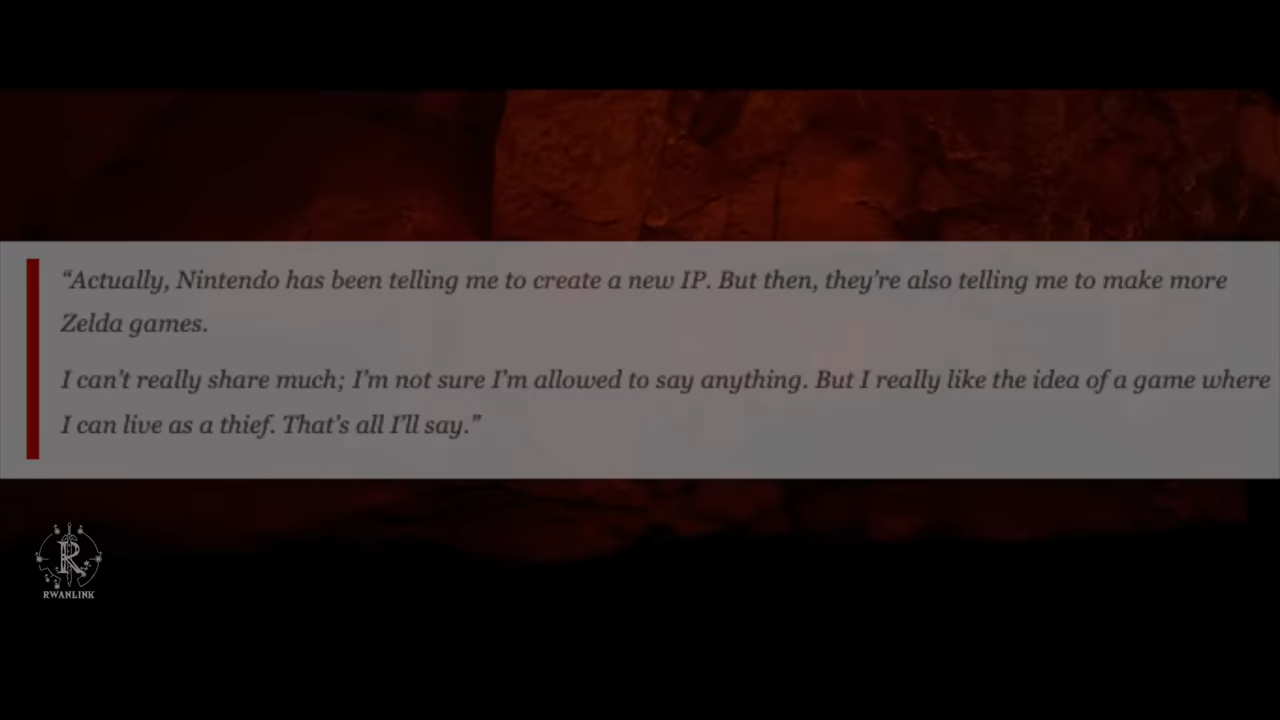 “Actually, Nintendo has been telling me to create a new IP. But then, they’re also telling me to make more
Zelda games.
I can’t really share much; I’m not sure I’m allowed to say anything. But I really like the idea of a game where
I can live as a thief. That’s all I’ll say.”
R
RWANLINK